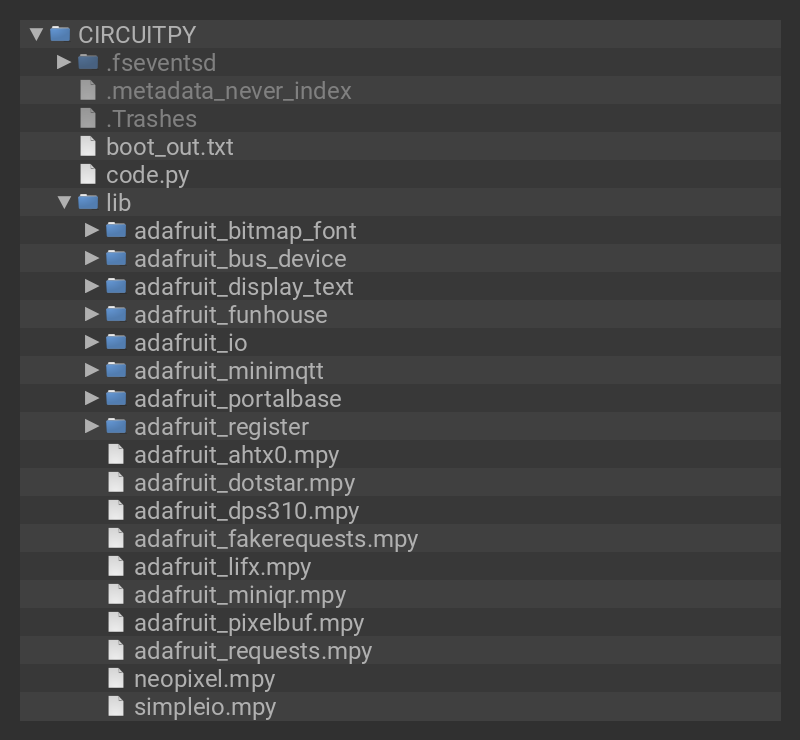 CIRCUITPY
.fseventsd
.metadata_never_index
.Trashes
boot_out.txt
code.py
lib
adafruit_bitmap_font
adafruit_bus_device
adafruit_display_text
adafruit_funhouse
adafruit_io
adafruit_minimqtt
adafruit_portalbase
adafruit_register
adafruit_ahtx0.mpy
adafruit_dotstar.mpy
adafruit_dps310.mpy
adafruit_fakerequests.mpy
adafruit_lifx.mpy
adafruit_miniqr.mpy
adafruit_pixelbuf.mpy
adafruit_requests.mpy
neopixel.mpy
simpleio.mpy